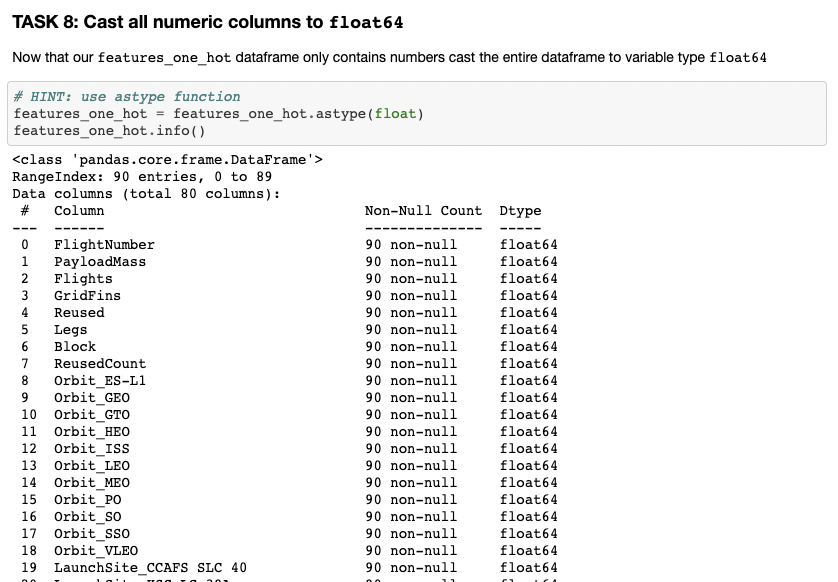 TASK 8: Cast all numeric columns to float64
Now that our features_one_hot dataframe only contains numbers cast the entire dataframe to variable type float64
# HINT: use astype function
features_one_hot = features_one_hot.astype(float)
features_one_hot.info()
<class 'pandas.core.frame.DataFrame'>
RangeIndex: 90 entries, 0 to 89
Data columns (total 80 columns):
#   Column   Non-Null Count  Dtype
---  ------   --------------  -----
0   FlightNumber   90 non-null   float64
1   PayloadMass   90 non-null   float64
2   Flights   90 non-null   float64
3   GridFins   90 non-null   float64
4   Reused   90 non-null   float64
5   Legs   90 non-null   float64
6   Block   90 non-null   float64
7   ReusedCount   90 non-null   float64
8   Orbit_ES-L1   90 non-null   float64
9   Orbit_GEO   90 non-null   float64
10  Orbit_GTO   90 non-null   float64
11  Orbit_HEO   90 non-null   float64
12  Orbit_ISS   90 non-null   float64
13  Orbit_LEO   90 non-null   float64
14  Orbit_MEO   90 non-null   float64
15  Orbit_PO   90 non-null   float64
16  Orbit_SO   90 non-null   float64
17  Orbit_SSO   90 non-null   float64
18  Orbit_VLEO   90 non-null   float64
19  LaunchSite_CCAFS SLC 40   90 non-null   float64